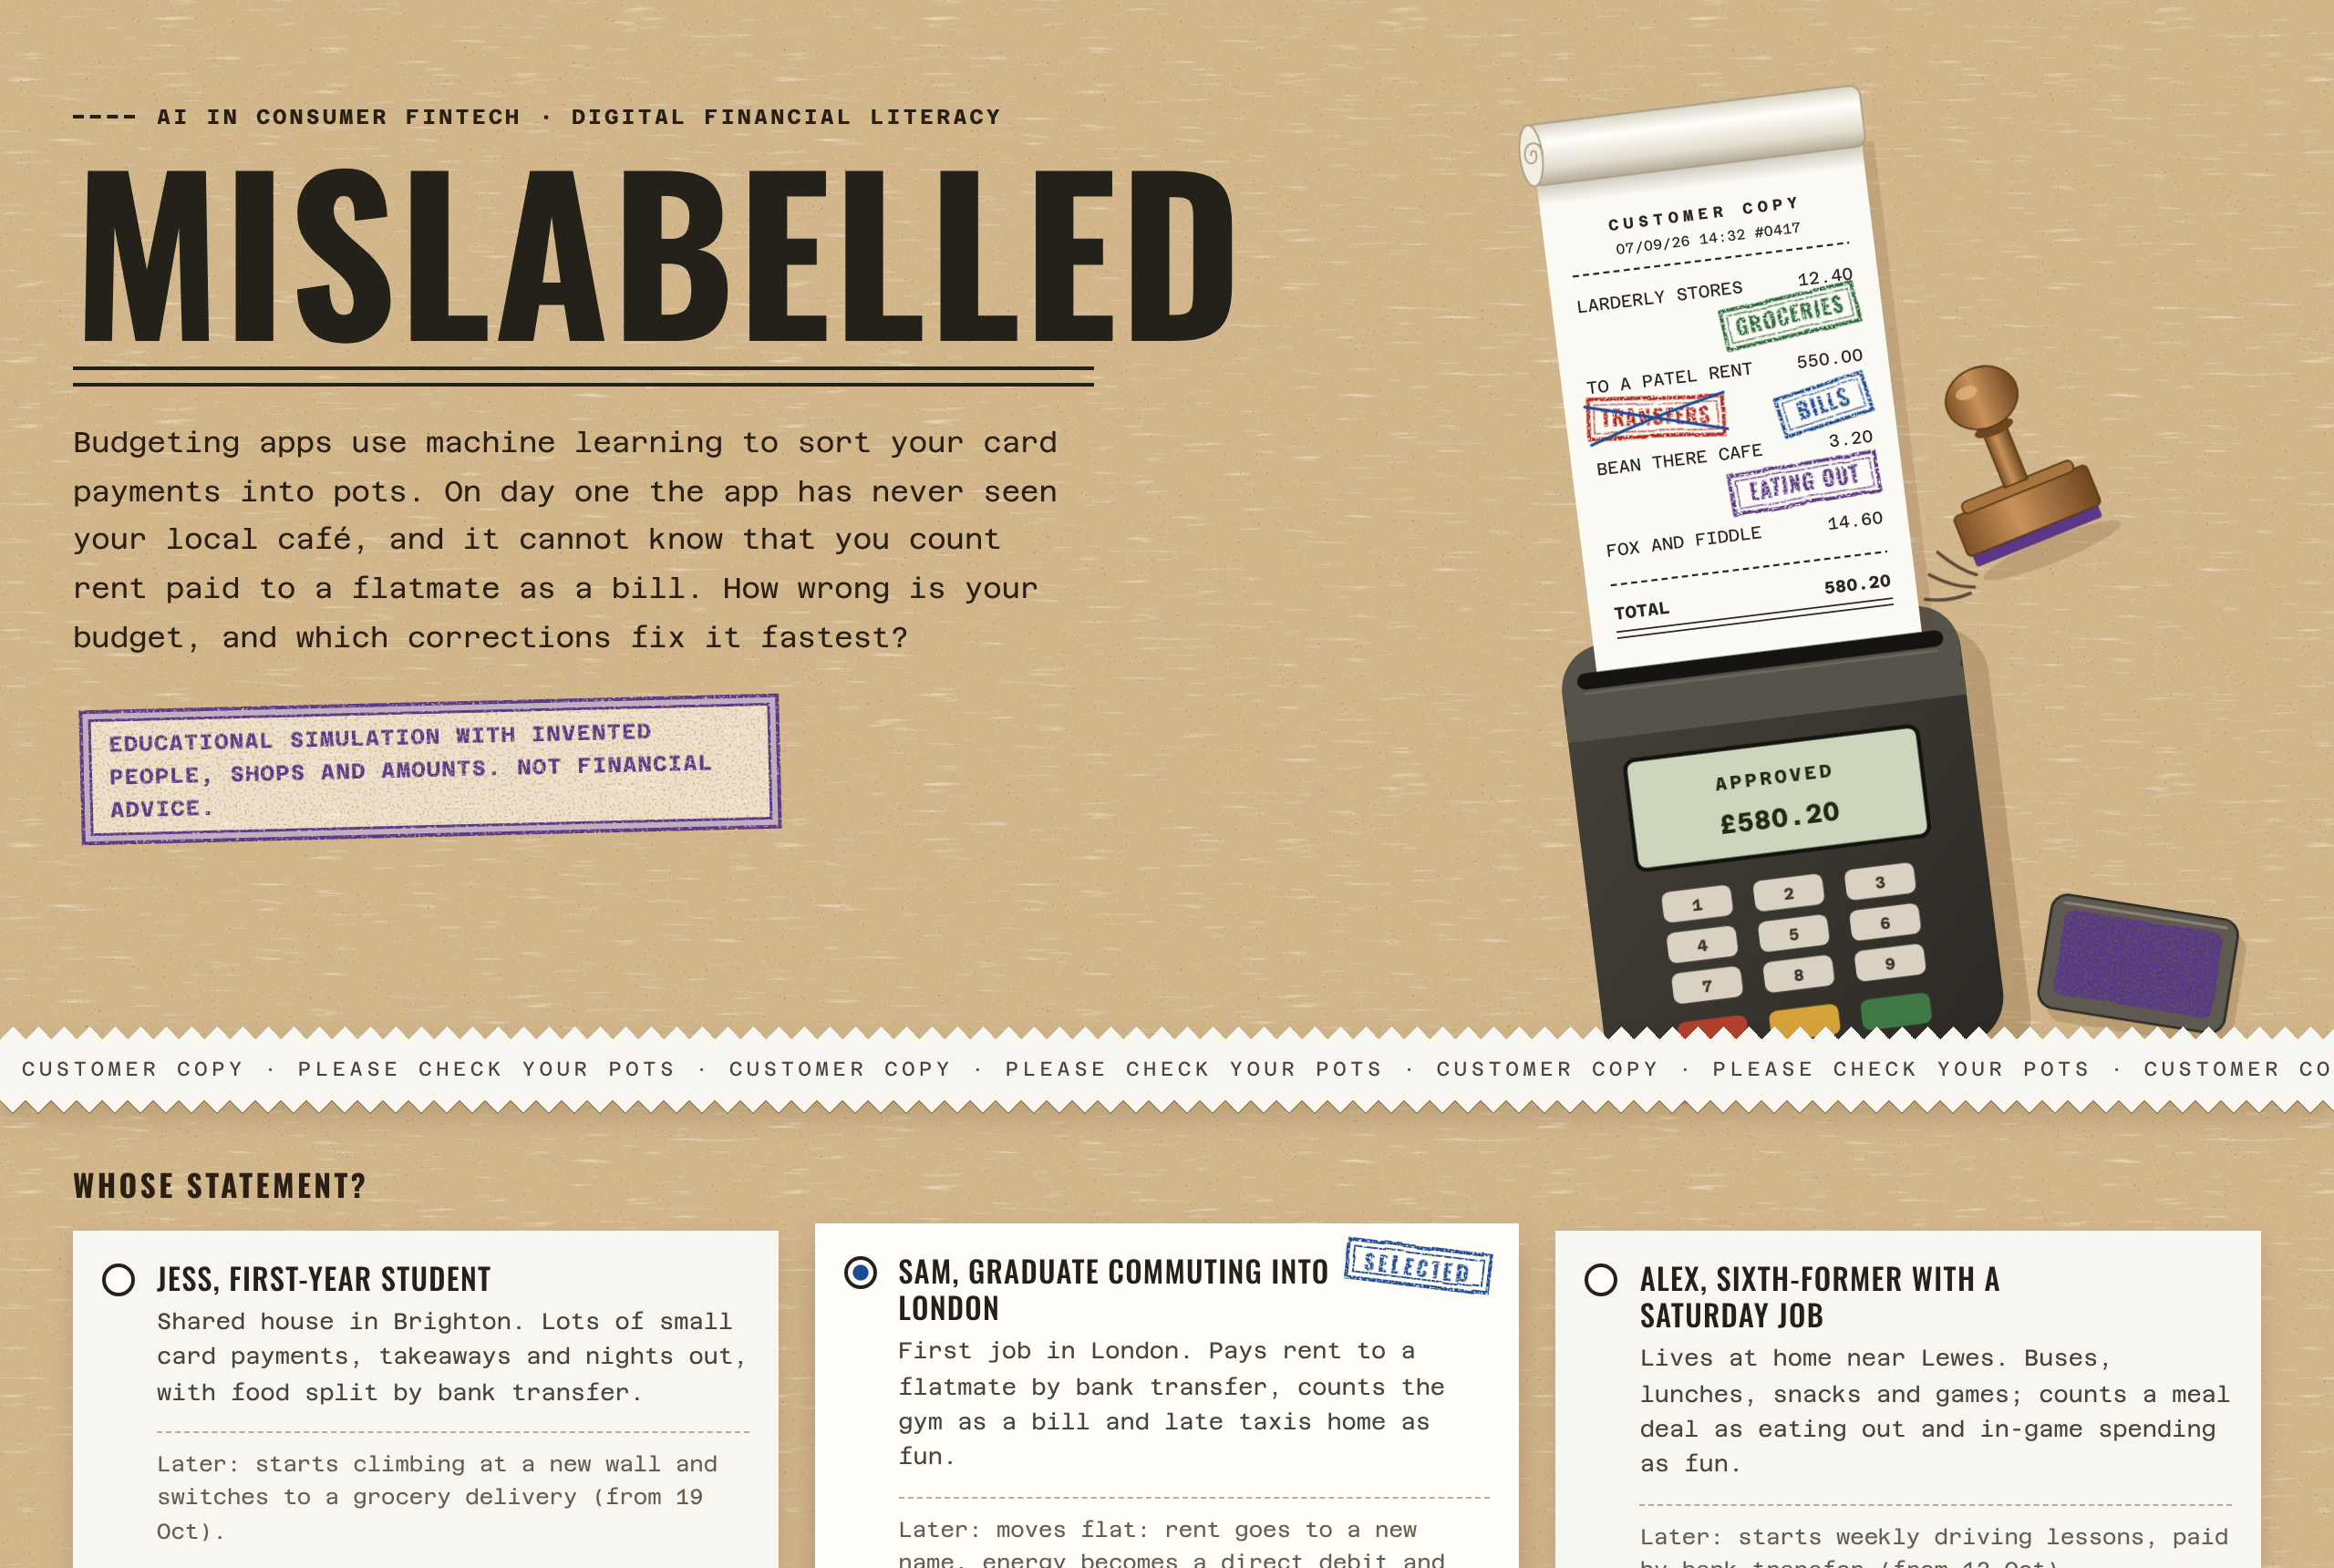 AI IN CONSUMER FINTECH · DIGITAL FINANCIAL LITERACY
MISLABELLED
Budgeting apps use machine learning to sort your card
payments into pots. On day one the app has never seen
your local café, and it cannot know that you count
rent paid to a flatmate as a bill. How wrong is your
budget, and which corrections fix it fastest?
EDUCATIONAL SIMULATION WITH INVENTED
PEOPLE, SHOPS AND AMOUNTS. NOT FINANCIAL
ADVICE.
CUSTOMER COPY
07/09/26 14:32 #0417
LARDERLY STORES 12.40
GROCERIES
TO A PATEL RENT 550.00
TRANSFERS BILLS
BEAN THERE CAFE 3.20
EATING OUT
FOX AND FIDDLE 14.60
TOTAL 580.20
APPROVED
£580.20
1 2 3
4 5 6
7 8 9
CUSTOMER COPY · PLEASE CHECK YOUR POTS · CUSTOMER COPY · PLEASE CHECK YOUR POTS · CUSTOMER COPY · PLEASE CHECK YOUR POTS · CUSTOMER CO
WHOSE STATEMENT?
JESS, FIRST-YEAR STUDENT
Shared house in Brighton. Lots of small
card payments, takeaways and nights out,
with food split by bank transfer.
Later: starts climbing at a new wall and
switches to a grocery delivery (from 19
Oct).
SAM, GRADUATE COMMUTING INTO
LONDON
SELECTED
First job in London. Pays rent to a
flatmate by bank transfer, counts the
gym as a bill and late taxis home as
fun.
Later: moves flat: rent goes to a new
name, energy becomes a direct debit and
ALEX, SIXTH-FORMER WITH A
SATURDAY JOB
Lives at home near Lewes. Buses,
lunches, snacks and games; counts a meal
deal as eating out and in-game spending
as fun.
Later: starts weekly driving lessons, paid
by bank transfer (from 12 Oct).